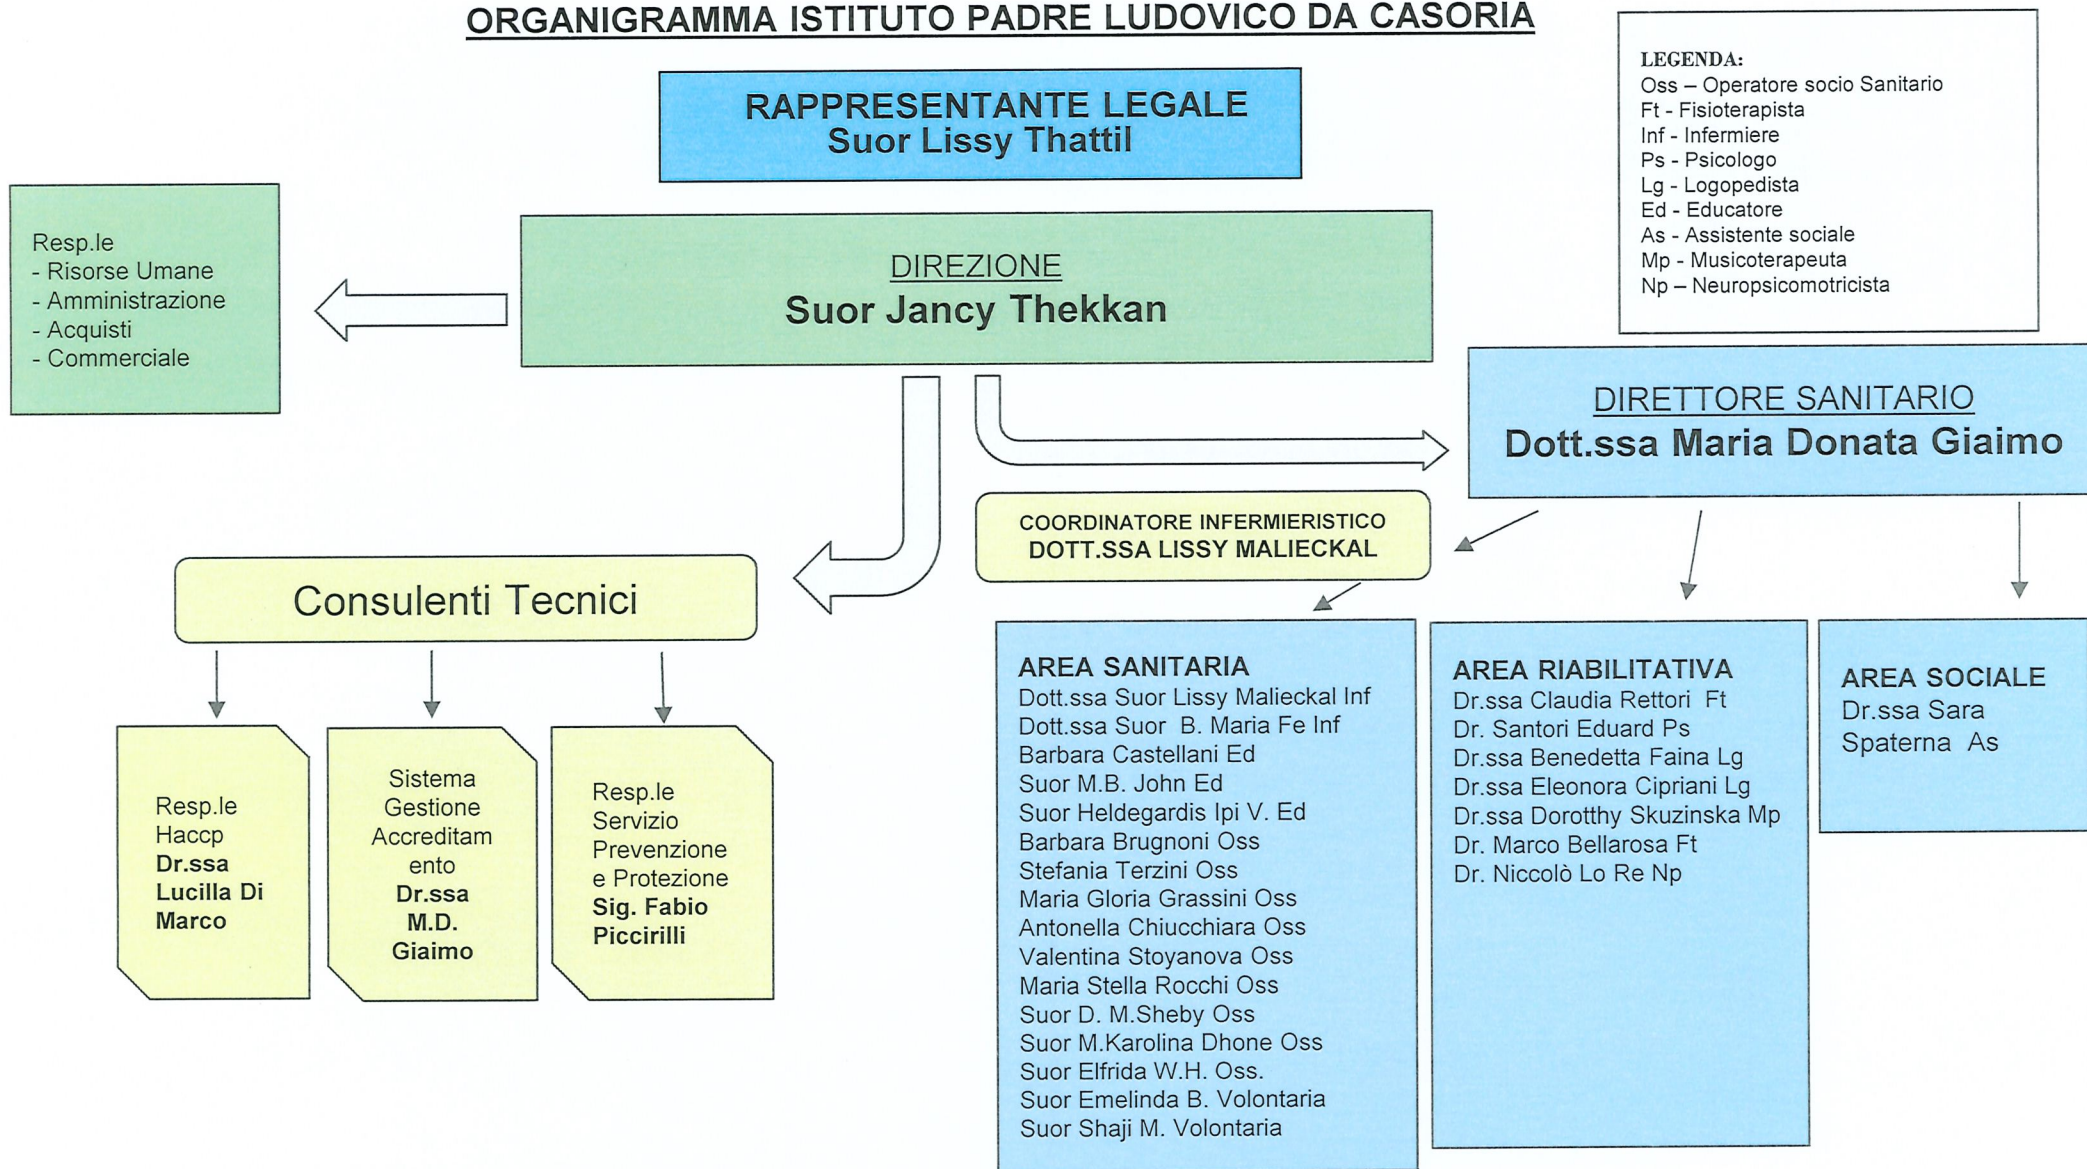 ORGANIGRAMMA ISTITUTO PADRE LUDOVICO DA CASORIA
RAPPRESENTANTE LEGALE
Suor Lissy Thattil
LEGENDA:
Oss – Operatore socio Sanitario
Ft - Fisioterapista
Inf - Infermiere
Ps - Psicologo
Lg - Logopedista
Ed - Educatore
As - Assistente sociale
Mp - Musicoterapeuta
Np – Neuropsicomotricista
Resp.le
- Risorse Umane
- Amministrazione
- Acquisti
- Commerciale
DIREZIONE
Suor Jancy Thekkan
DIRETTORE SANITARIO
Dott.ssa Maria Donata Giaimo
COORDINATORE INFERMIERISTICO
DOTT.SSA LISSY MALIECKAL
Consulenti Tecnici
Resp.le
Haccp
Dr.ssa
Lucilla Di
Marco
Sistema
Gestione
Accreditam
ento
Dr.ssa
M.D.
Giaimo
Resp.le
Servizio
Prevenzione
e Protezione
Sig. Fabio
Piccirilli
AREA SANITARIA
Dott.ssa Suor Lissy Malieckal Inf
Dott.ssa Suor B. Maria Fe Inf
Barbara Castellani Ed
Suor M.B. John Ed
Suor Heldegardis Ipi V. Ed
Barbara Brugnoni Oss
Stefania Terzini Oss
Maria Gloria Grassini Oss
Antonella Chiucchiara Oss
Valentina Stoyanova Oss
Maria Stella Rocchi Oss
Suor D. M.Sheby Oss
Suor M.Karolina Dhone Oss
Suor Elfrida W.H. Oss.
Suor Emelinda B. Volontaria
Suor Shaji M. Volontaria
AREA RIABILITATIVA
Dr.ssa Claudia Rettori Ft
Dr. Santori Eduard Ps
Dr.ssa Benedetta Faina Lg
Dr.ssa Eleonora Cipriani Lg
Dr.ssa Dorotthy Skuzinska Mp
Dr. Marco Bellarosa Ft
Dr. Niccolò Lo Re Np
AREA SOCIALE
Dr.ssa Sara
Spaterna As